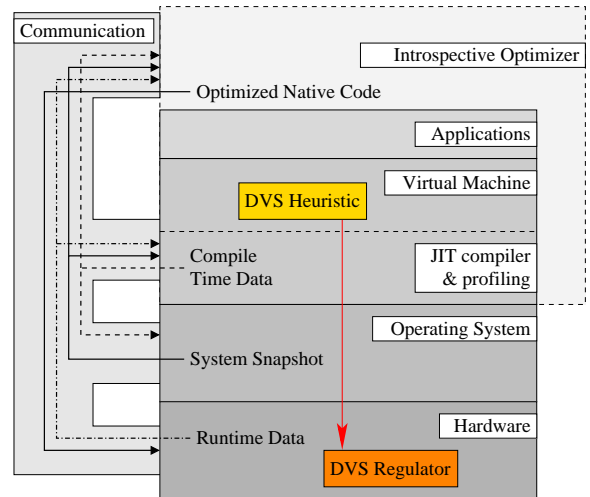 Communication
Introspective Optimizer
Optimized Native Code
Applications
Virtual Machine
DVS Heuristic
Compile
Time Data
JIT compiler
& profiling
Operating System
System Snapshot
Hardware
Runtime Data
DVS Regulator